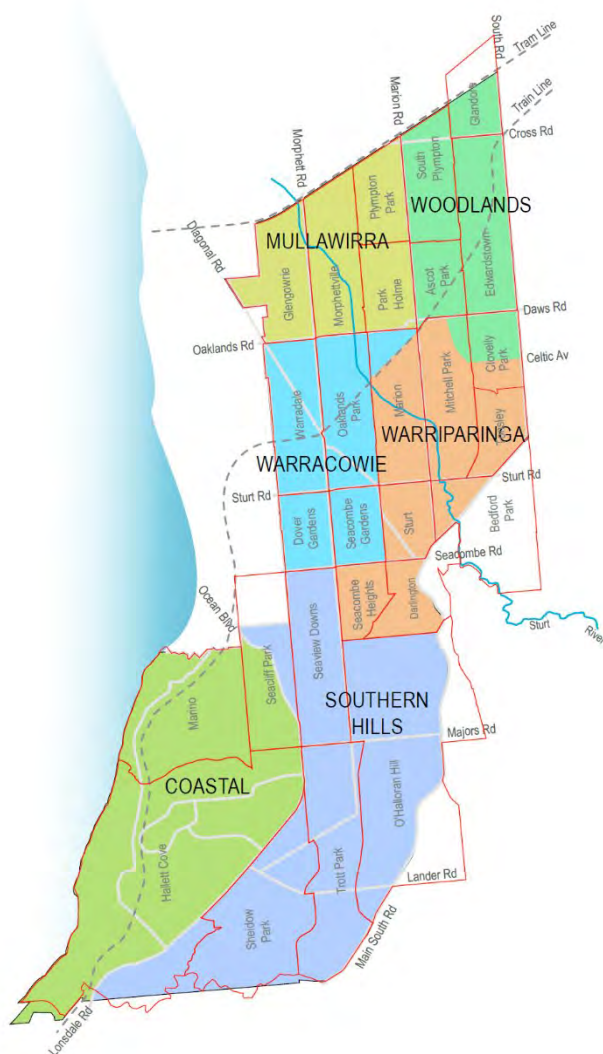 South Rd
Tram Line
Train Line
Marion Rd
Glandore
Cross Rd
Morphett Rd
South
Plympton
Plympton
Park
WOODLANDS
MULLAWIRRA
Diagonal Rd
Edwardstown
Glengowrie
Morphettville
Park
Holme
Ascot
Park
Daws Rd
Oaklands Rd
Clovelly
Park
Celtic Av
Warradale
Oaklands
Park
Marion
Mitchell Park
WARRIPARINGA
WARRACOWIE
Sturt Rd
Sturt Rd
Dover
Gardens
Seacombe
Gardens
Sturt
Bedford
Park
Seacombe Rd
Ocean Blvd
Seacombe
Heights
Darlington
Sturt
River
Seaview Downs
Seacliff Park
Marino
SOUTHERN
HILLS
Majors Rd
COASTAL
O'Halloran Hill
Hallett Cove
Trott Park
Lander Rd
Sheidow
Park
Main South Rd
Lonsdale Rd